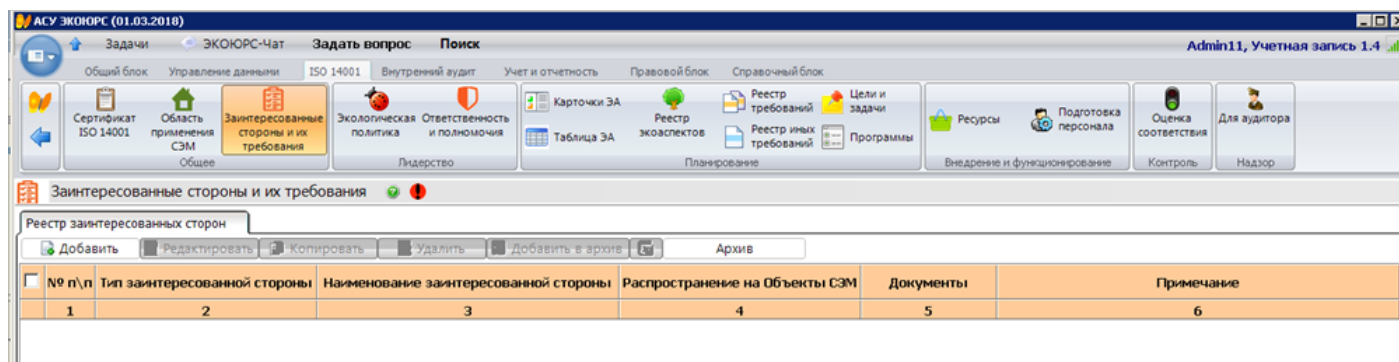 АСУ ЭКОЮРС (01.03.2018)
Задачи ЭКОЮРС-Чат Задать вопрос Поиск Admin11, Учетная запись 1.4
Общий блок Управление данными ISO 14001 Внутренний аудит Учет и отчетность Правовой блок Справочный блок
Сертификат ISO 14001
Область применения СЭМ
Заинтересованные стороны и их требования
Общее
Экологическая политика
Ответственность и полномочия
Лидерство
Карточки ЭА
Таблица ЭА
Реестр экоаспектов
Реестр требований
Реестр иных требований
Цели и задачи
Программы
Планирование
Ресурсы
Подготовка персонала
Внедрение и функционирование
Оценка соответствия
Контроль
Для аудитора
Надзор
Заинтересованные стороны и их требования
Реестр заинтересованных сторон
Добавить Редактировать Копировать Удалить Добавить в архив Архив
№ п\п Тип заинтересованной стороны Наименование заинтересованной стороны Распространение на Объекты СЭМ Документы Примечание
1 2 3 4 5 6